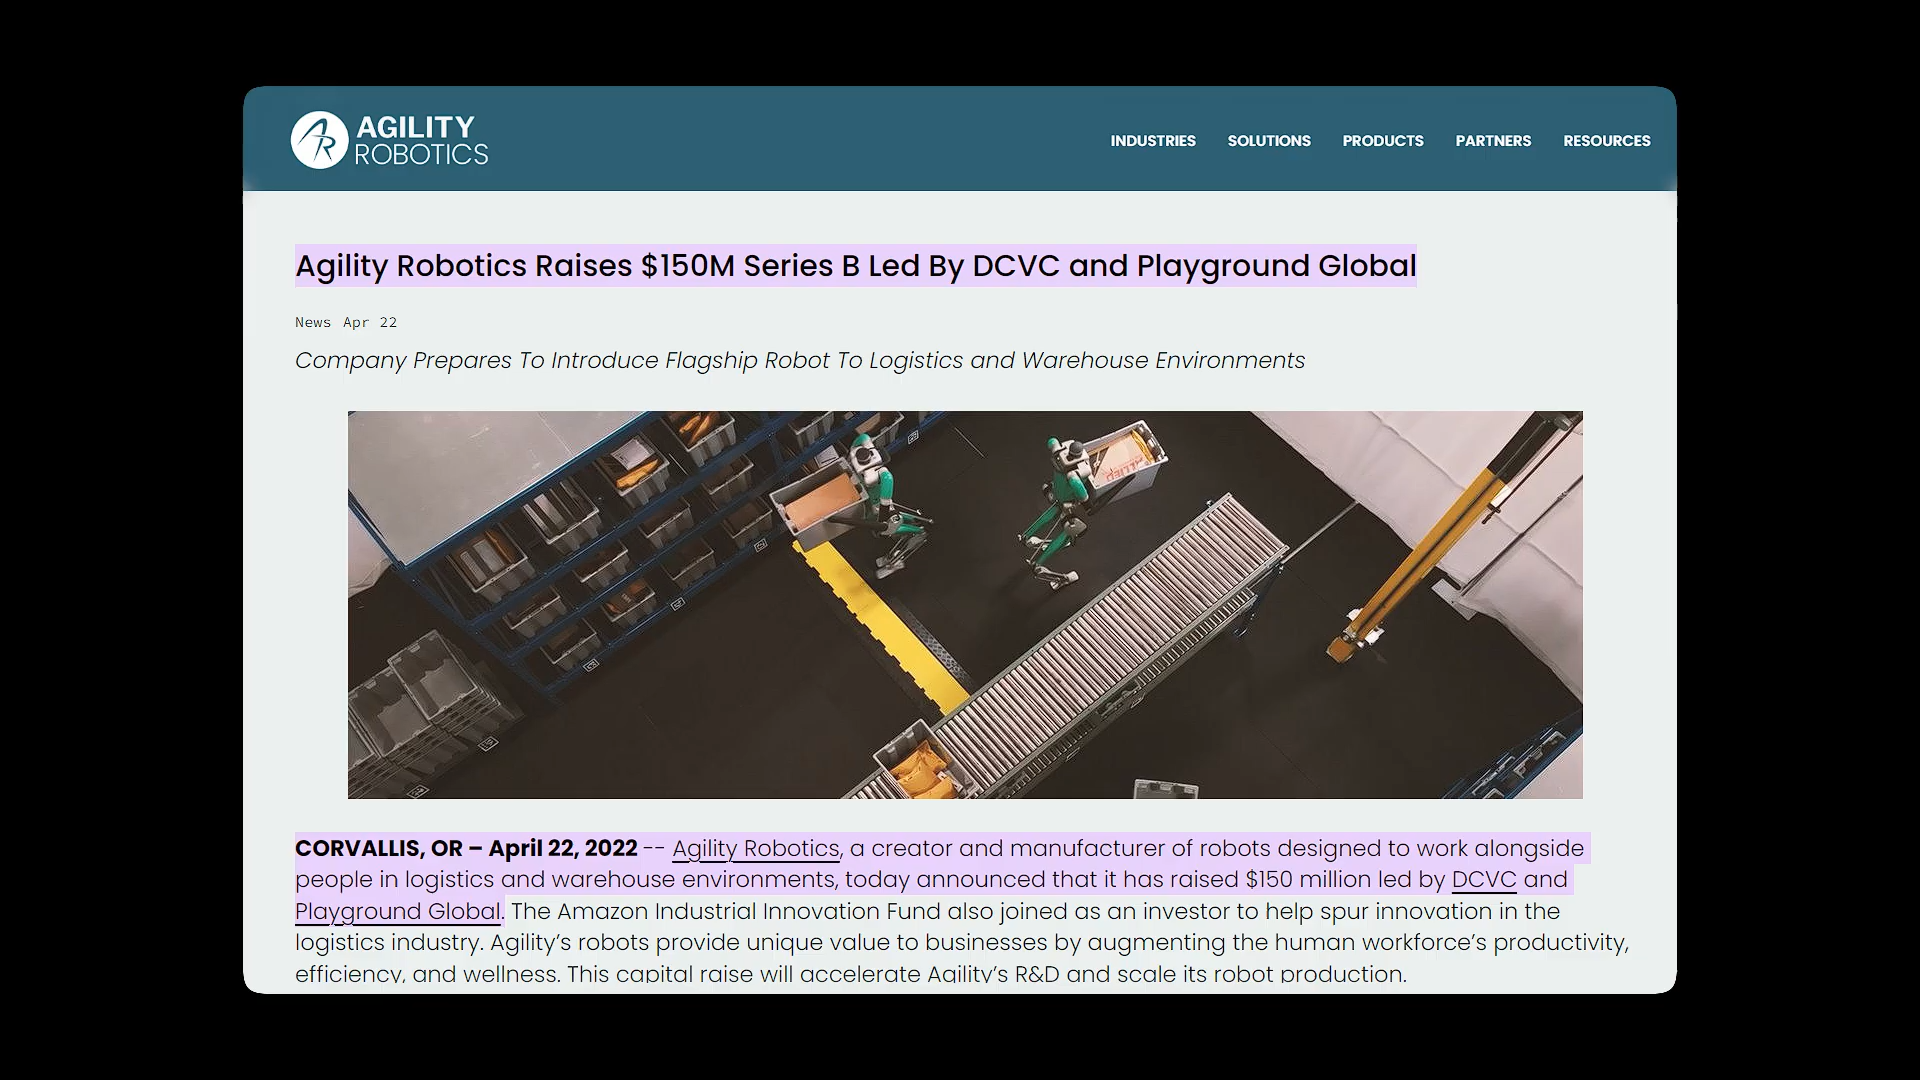 AGILITY
ROBOTICS
INDUSTRIES SOLUTIONS PRODUCTS PARTNERS RESOURCES
Agility Robotics Raises $150M Series B Led By DCVC and Playground Global
News Apr 22
Company Prepares To Introduce Flagship Robot To Logistics and Warehouse Environments
CORVALLIS, OR – April 22, 2022 -- Agility Robotics, a creator and manufacturer of robots designed to work alongside
people in logistics and warehouse environments, today announced that it has raised $150 million led by DCVC and
Playground Global. The Amazon Industrial Innovation Fund also joined as an investor to help spur innovation in the
logistics industry. Agility’s robots provide unique value to businesses by augmenting the human workforce’s productivity,
efficiency, and wellness. This capital raise will accelerate Agility’s R&D and scale its robot production.